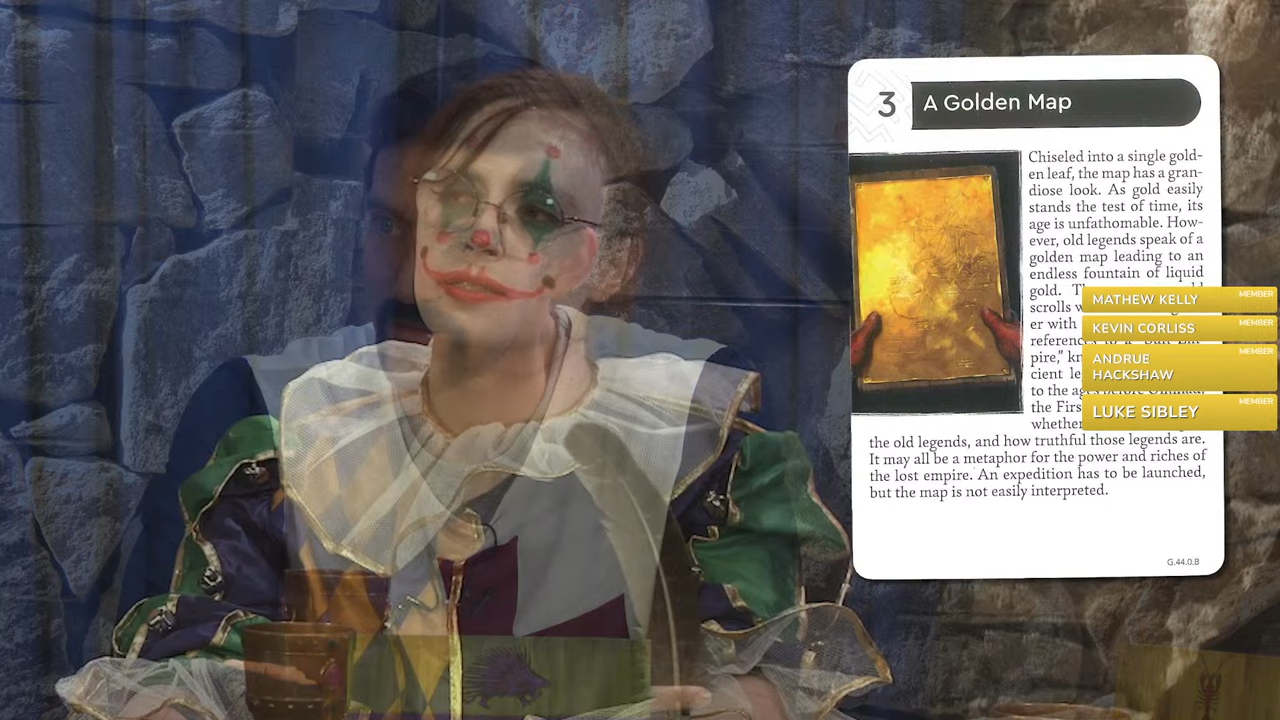 3 A Golden Map
Chiseled into a single gold-
en leaf, the map has a gran-
diose look. As gold easily
stands the test of time, its
age is unfathomable. How-
ever, old legends speak of a
golden map leading to an
endless fountain of liquid
gold.
MEMBER
MATHEW KELLY
scrolls
MEMBER
KEVIN CORLISS
er with
MEMBER
ANDRUE
HACKSHAW
cient
to the
MEMBER
LUKE SIBLEY
the First
whether
the old legends, and how truthful those legends are.
It may all be a metaphor for the power and riches of
the lost empire. An expedition has to be launched,
but the map is not easily interpreted.
G.44.0.B